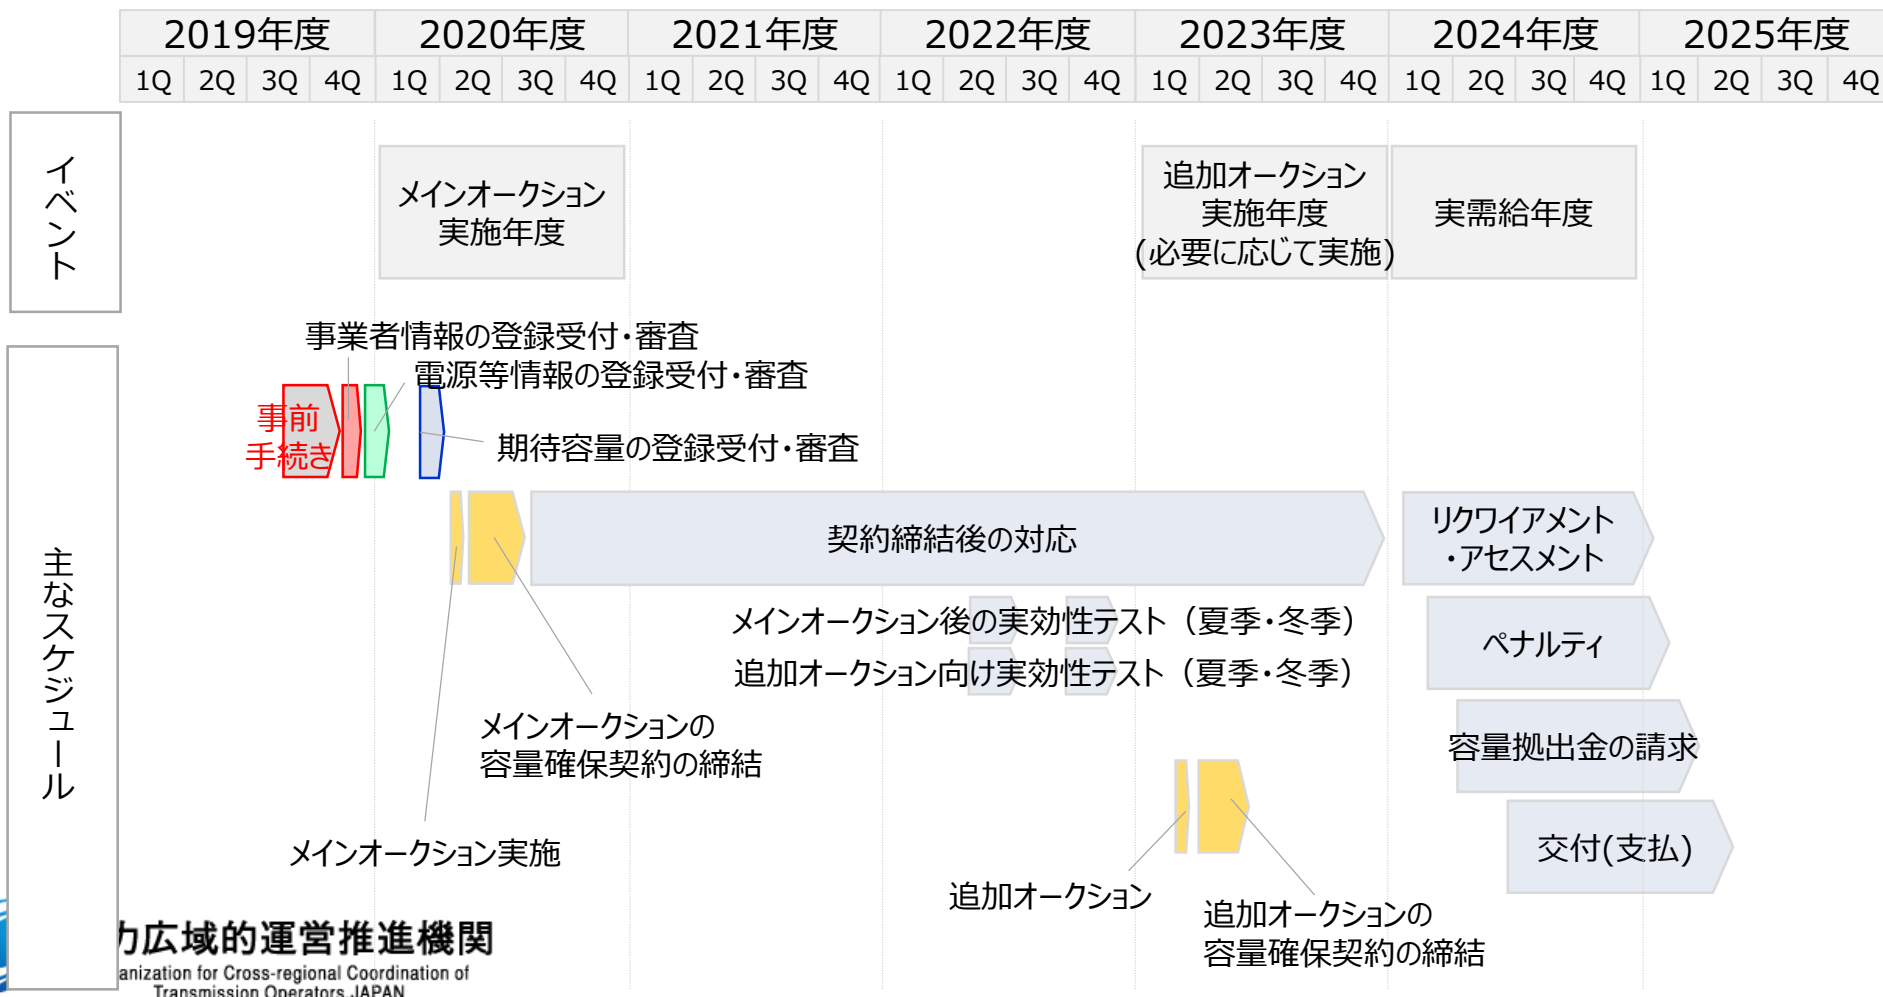 2019年度 2020年度 2021年度 2022年度 2023年度 2024年度 2025年度
1Q 2Q 3Q 4Q 1Q 2Q 3Q 4Q 1Q 2Q 3Q 4Q 1Q 2Q 3Q 4Q 1Q 2Q 3Q 4Q 1Q 2Q 3Q 4Q 1Q 2Q 3Q 4Q
イベント
メインオークション
実施年度
追加オークション
実施年度
(必要に応じて実施)
実需給年度
主なスケジュール
事業者情報の登録受付・審査
電源等情報の登録受付・審査
事前
手続き
期待容量の登録受付・審査
契約締結後の対応
リクワイアメント
・アセスメント
メインオークション後の実効性テスト（夏季・冬季）
追加オークション向け実効性テスト（夏季・冬季）
ペナルティ
メインオークションの
容量確保契約の締結
容量拠出金の請求
メインオークション実施
交付(支払)
追加オークション
追加オークションの
容量確保契約の締結
力広域的運営推進機関
anization for Cross-regional Coordination of
Transmission Operators,JAPAN